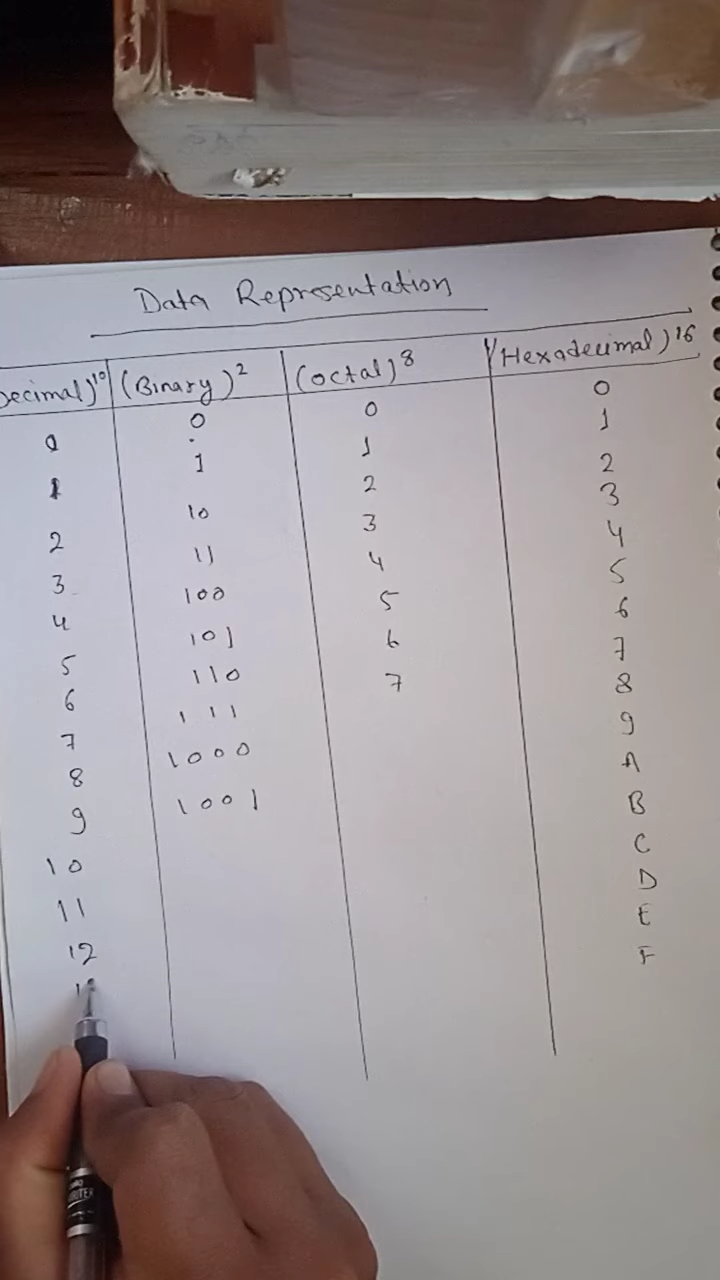 Data Representation
Decimal)10 (Binary)2 (Octal)8 (Hexadecimal)16
0 0 0 0
1 1 1 1
2 10 2 2
3 11 3 3
4 100 4 4
5 101 5 5
6 110 6 6
7 111 7 7
8 1000 8
9 1001 9
10 A
11 B
12 C
D
E
F